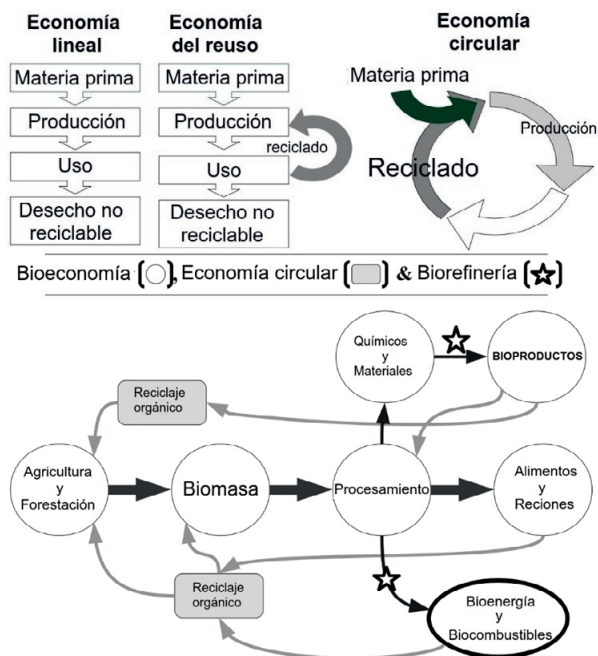 Economía
lineal
Materia prima
Producción
Uso
Desecho no
reciclable
Economía
del reuso
Materia prima
Producción
reciclado
Uso
Desecho no
reciclable
Economía
circular
Materia prima
Producción
Reciclado
Bioeconomía (), Economía circular () & Biorefinería ()
Químicos
y
Materiales
BIOPRODUCTOS
Reciclaje
orgánico
Agricultura
y
Forestación
Biomasa
Procesamiento
Alimentos
y
Reciones
Reciclaje
orgánico
Bioenergía
y
Biocombustibles